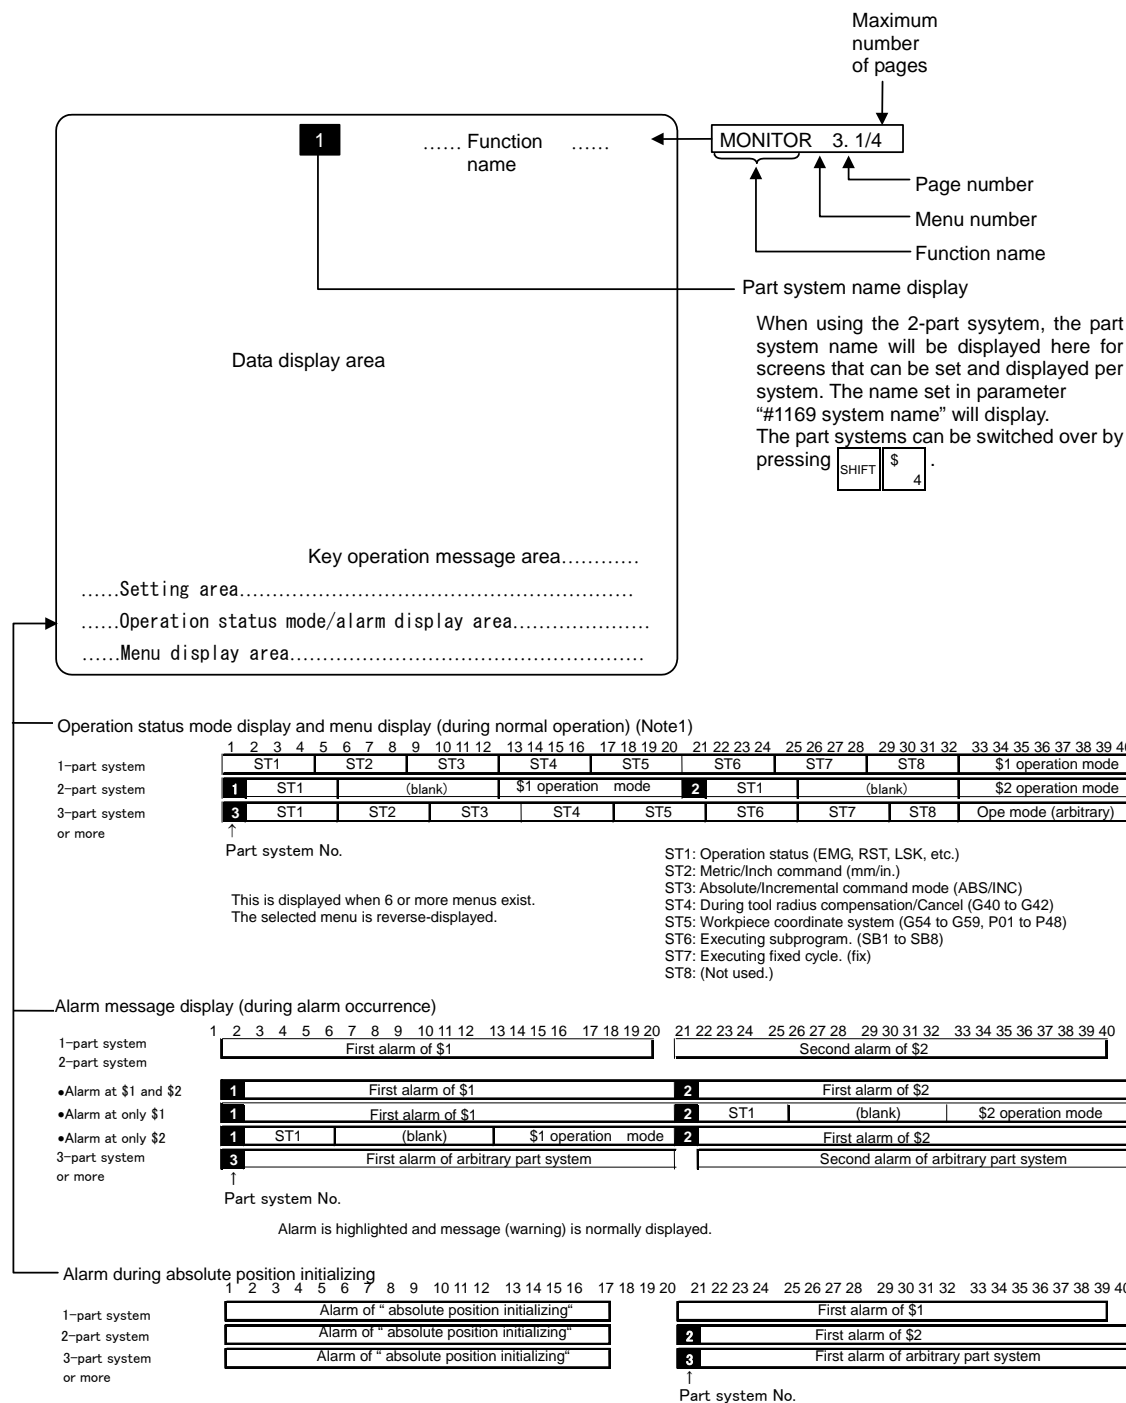 Maximum
number
of pages
1
...... Function ......
name
MONITOR 3. 1/4
Page number
Menu number
Function name
Part system name display
When using the 2-part sysytem, the part
system name will be displayed here for
screens that can be set and displayed per
system. The name set in parameter
“#1169 system name” will display.
The part systems can be switched over by
pressing SHIFT $ 4 .
Data display area
Key operation message area............
......Setting area............................................................
......Operation status mode/alarm display area.....................
......Menu display area......................................................
Operation status mode display and menu display (during normal operation) (Note1)
1 2 3 4 5 6 7 8 9 10 11 12 13 14 15 16 17 18 19 20 21 22 23 24 25 26 27 28 29 30 31 32 33 34 35 36 37 38 39 40
1-part system ST1 ST2 ST3 ST4 ST5 ST6 ST7 ST8 $1 operation mode
2-part system 1 ST1 (blank) $1 operation mode 2 ST1 (blank) $2 operation mode
3-part system 3 ST1 ST2 ST3 ST4 ST5 ST6 ST7 ST8 Ope mode (arbitrary)
or more
↑
Part system No.
This is displayed when 6 or more menus exist.
The selected menu is reverse-displayed.
ST1: Operation status (EMG, RST, LSK, etc.)
ST2: Metric/Inch command (mm/in.)
ST3: Absolute/Incremental command mode (ABS/INC)
ST4: During tool radius compensation/Cancel (G40 to G42)
ST5: Workpiece coordinate system (G54 to G59, P01 to P48)
ST6: Executing subprogram. (SB1 to SB8)
ST7: Executing fixed cycle. (fix)
ST8: (Not used.)
Alarm message display (during alarm occurrence)
1 2 3 4 5 6 7 8 9 10 11 12 13 14 15 16 17 18 19 20 21 22 23 24 25 26 27 28 29 30 31 32 33 34 35 36 37 38 39 40
1-part system First alarm of $1 Second alarm of $2
2-part system
•Alarm at $1 and $2 1 First alarm of $1 2 First alarm of $2
•Alarm at only $1 1 First alarm of $1 2 ST1 (blank) $2 operation mode
•Alarm at only $2 1 ST1 (blank) $1 operation mode 2 First alarm of $2
3-part system 3 First alarm of arbitrary part system Second alarm of arbitrary part system
or more
↑
Part system No.
Alarm is highlighted and message (warning) is normally displayed.
Alarm during absolute position initializing
1 2 3 4 5 6 7 8 9 10 11 12 13 14 15 16 17 18 19 20 21 22 23 24 25 26 27 28 29 30 31 32 33 34 35 36 37 38 39 40
1-part system Alarm of “ absolute position initializing“ First alarm of $1
2-part system Alarm of “ absolute position initializing“ 2 First alarm of $2
3-part system Alarm of “ absolute position initializing“ 3 First alarm of arbitrary part system
or more
↑
Part system No.